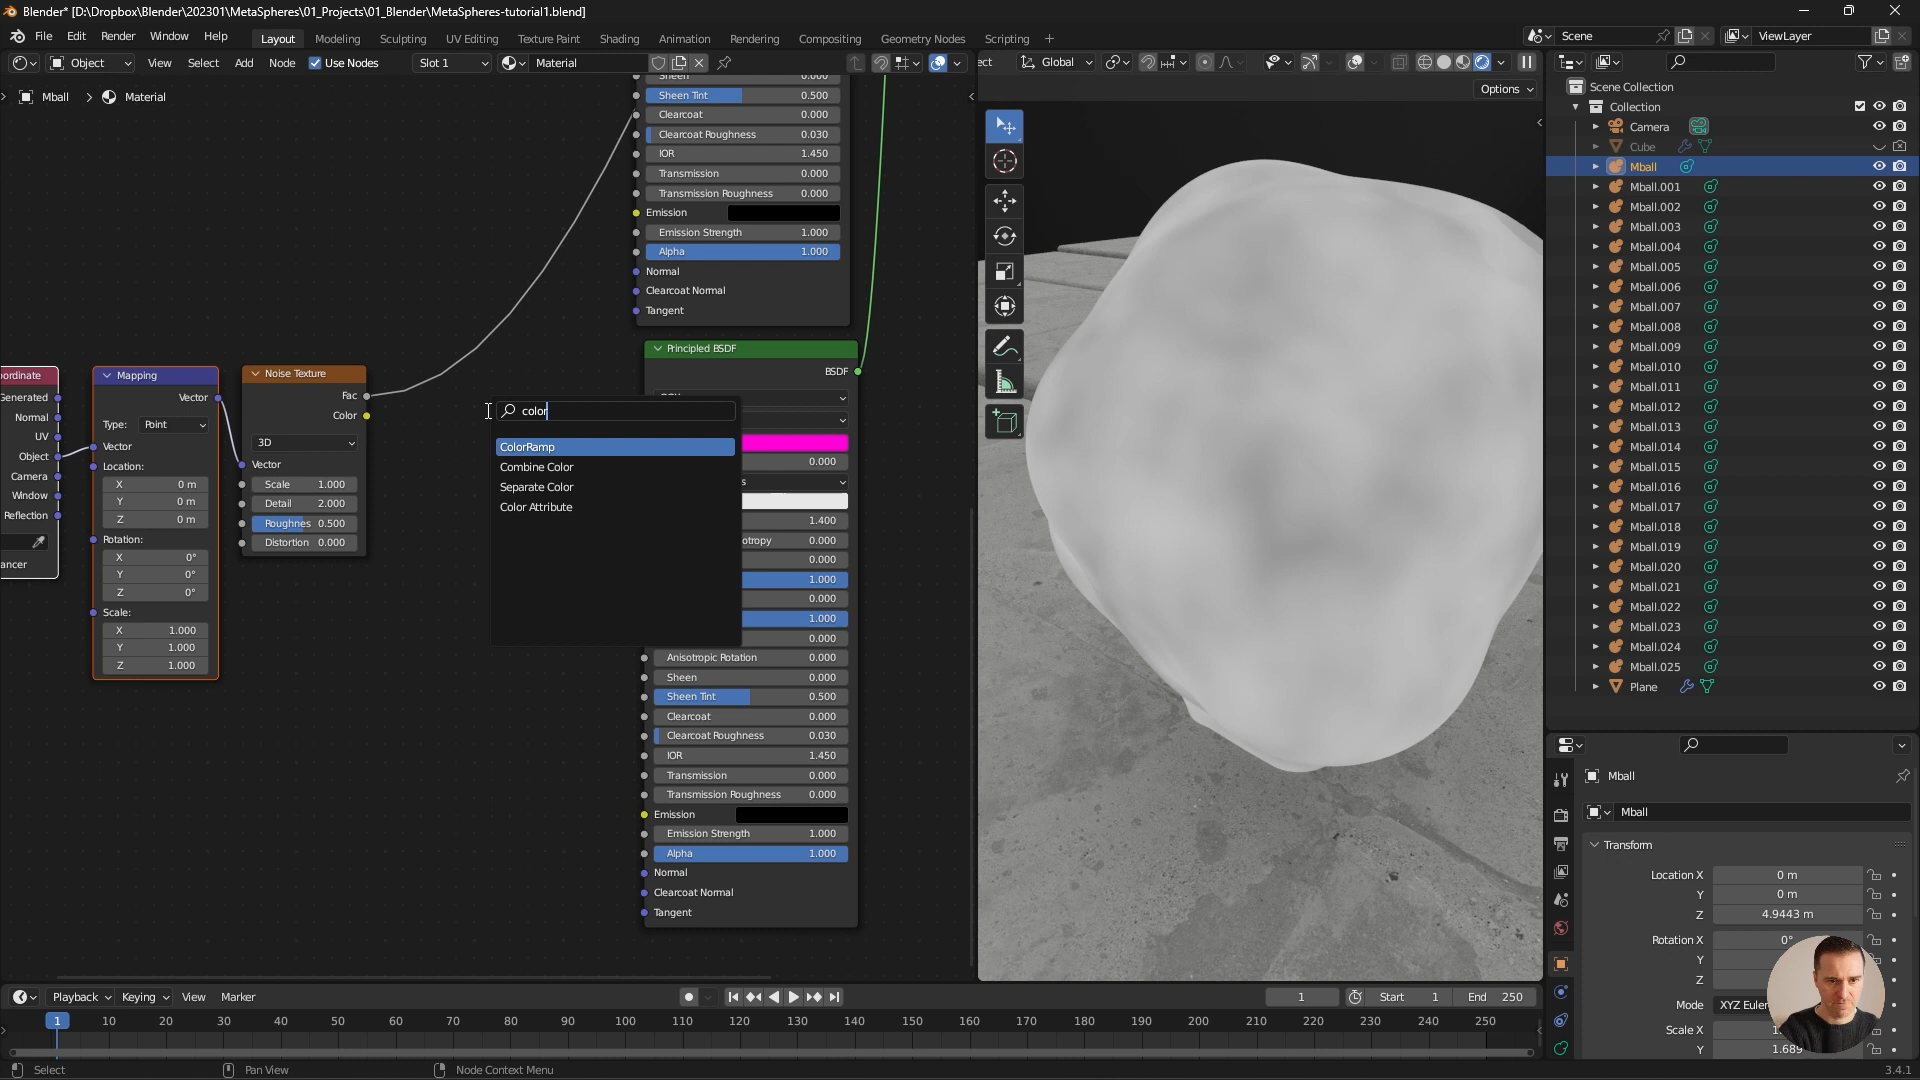 Blender* [D:\Dropbox\Blender\202301\MetaSpheres\01_Projects\01_Blender\MetaSpheres-tutorial1.blend]
File Edit Render Window Help Layout Modeling Sculpting UV Editing Texture Paint Shading Animation Rendering Compositing Geometry Nodes Scripting + Scene ViewLayer
Object View Select Add Node Use Nodes Slot 1 Material ect Global
Options
Mball > Material
Sheen 0.000
Sheen Tint 0.500
Clearcoat 0.000
Clearcoat Roughness 0.030
IOR 1.450
Transmission 0.000
Transmission Roughness 0.000
Emission
Emission Strength 1.000
Alpha 1.000
Normal
Clearcoat Normal
Tangent
oordinate
Generated
Normal
UV
Object
Camera
Window
Reflection
ancer
Mapping
Vector
Type: Point
Vector
Location:
X 0 m
Y 0 m
Z 0 m
Rotation:
X 0°
Y 0°
Z 0°
Scale:
X 1.000
Y 1.000
Z 1.000
Noise Texture
Fac
Color
3D
Vector
Scale 1.000
Detail 2.000
Roughnes 0.500
Distortion 0.000
color
ColorRamp
Combine Color
Separate Color
Color Attribute
Principled BSDF
BSDF
0.000
s
1.400
otropy 0.000
0.000
1.000
0.000
1.000
0.000
Anisotropic Rotation 0.000
Sheen 0.000
Sheen Tint 0.500
Clearcoat 0.000
Clearcoat Roughness 0.030
IOR 1.450
Transmission 0.000
Transmission Roughness 0.000
Emission
Emission Strength 1.000
Alpha 1.000
Normal
Clearcoat Normal
Tangent
Scene Collection
Collection
Camera
Cube
Mball
Mball.001
Mball.002
Mball.003
Mball.004
Mball.005
Mball.006
Mball.007
Mball.008
Mball.009
Mball.010
Mball.011
Mball.012
Mball.013
Mball.014
Mball.015
Mball.016
Mball.017
Mball.018
Mball.019
Mball.020
Mball.021
Mball.022
Mball.023
Mball.024
Mball.025
Plane
Mball
Mball
Transform
Location X 0 m
Y 0 m
Z 4.9443 m
Rotation X 0°
Y
Z
Mode XYZ Euler
Scale X 1.
Y 1.689
Playback Keying View Marker 1 Start 1 End 250
1 10 20 30 40 50 60 70 80 90 100 110 120 130 140 150 160 170 180 190 200 210 220 230 240 250
Select Pan View Node Context Menu 3.4.1